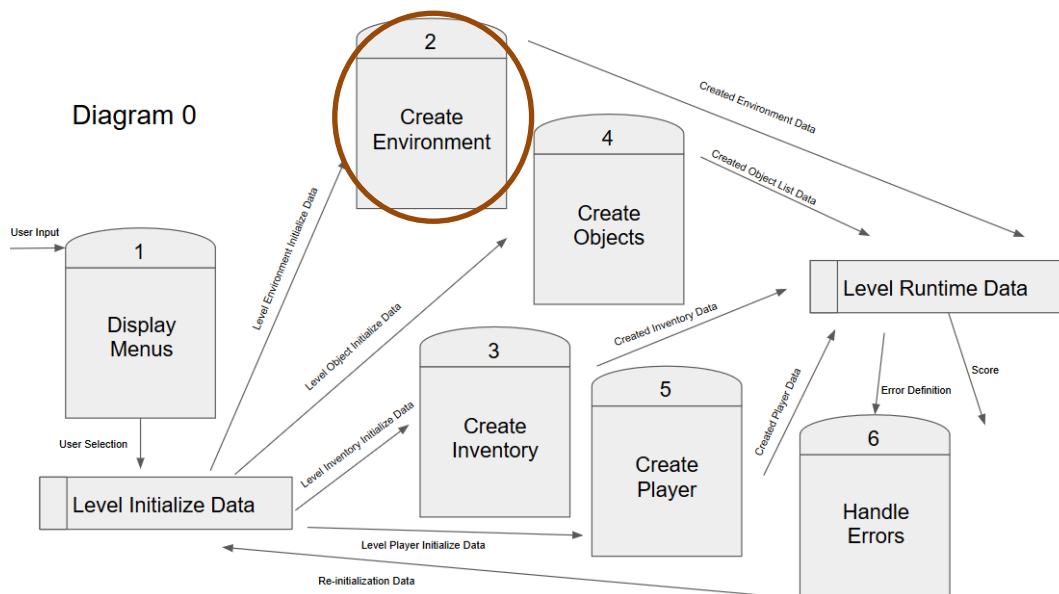 Diagram 0
2
Create
Environment
Created Environment Data
4
Create
Objects
Created Object List Data
User Input
1
Display
Menus
Level Environment Initialize Data
Level Object Initialize Data
Level Runtime Data
Created Inventory Data
3
Create
Inventory
5
Create
Player
Created Player Data
Error Definition
Score
6
Handle
Errors
User Selection
Level Inventory Initialize Data
Level Initialize Data
Level Player Initialize Data
Re-initialization Data